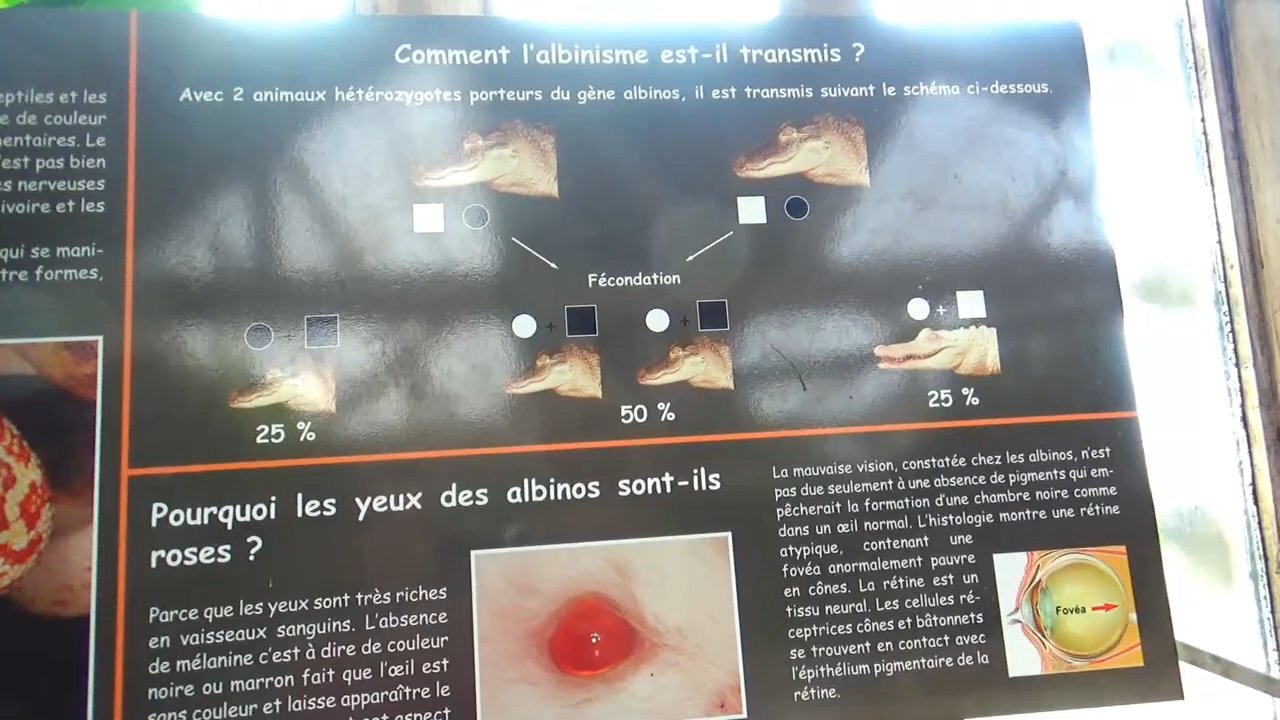 eptiles et les
e de couleur
entaires. Le
est pas bien
s nerveuses
ivoire et les
qui se mani-
tre formes,
Comment l'albinisme est-il transmis ?
Avec 2 animaux hétérozygotes porteurs du gène albinos, il est transmis suivant le schéma ci-dessous.
Fécondation
+
+
+
25 %
50 %
25 %
Pourquoi les yeux des albinos sont-ils
roses ?
Parce que les yeux sont très riches
en vaisseaux sanguins. L'absence
de mélanine c'est à dire de couleur
noire ou marron fait que l'œil est
sans couleur et laisse apparaître le
aspect
La mauvaise vision, constatée chez les albinos, n'est
pas due seulement à une absence de pigments qui em-
pêcherait la formation d'une chambre noire comme
dans un œil normal. L'histologie montre une rétine
atypique, contenant une
fovéa anormalement pauvre
en cônes. La rétine est un
tissu neural. Les cellules ré-
ceptrices cônes et bâtonnets
se trouvent en contact avec
l'épithélium pigmentaire de la
rétine.
Fovéa